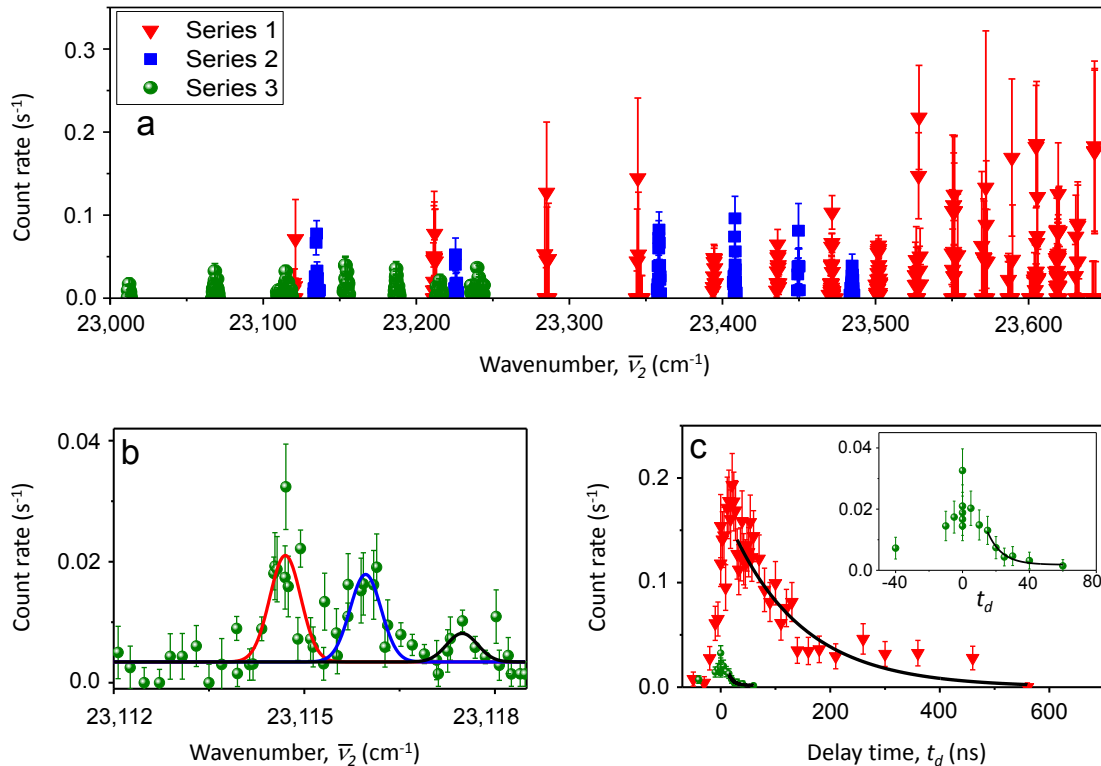 Series 1
Series 2
Series 3
a
0.3
0.2
0.1
0.0
Count rate (s⁻¹)
23,000
23,100
23,200
23,300
23,400
23,500
23,600
Wavenumber, ν̅₂ (cm⁻¹)
b
0.04
0.02
0.0
Count rate (s⁻¹)
23,112
23,115
23,118
Wavenumber, ν̅₂ (cm⁻¹)
c
0.2
0.1
0.0
Count rate (s⁻¹)
0
200
400
600
Delay time, t_d (ns)
0.04
0.02
0.0
-40
0
40
80
t_d